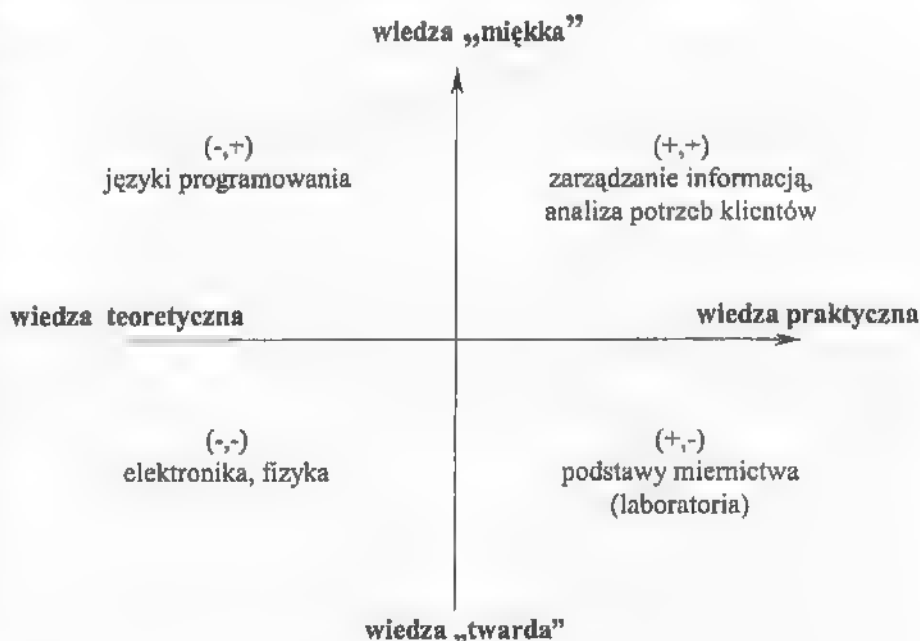 wiedza „miękka”
(-,+)
języki programowania
(+,+)
zarządzanie informacją,
analiza potrzeb klientów
wiedza teoretyczna
wiedza praktyczna
(-,-)
elektronika, fizyka
(+,-)
podstawy miernictwa
(laboratoria)
wiedza „twarda”